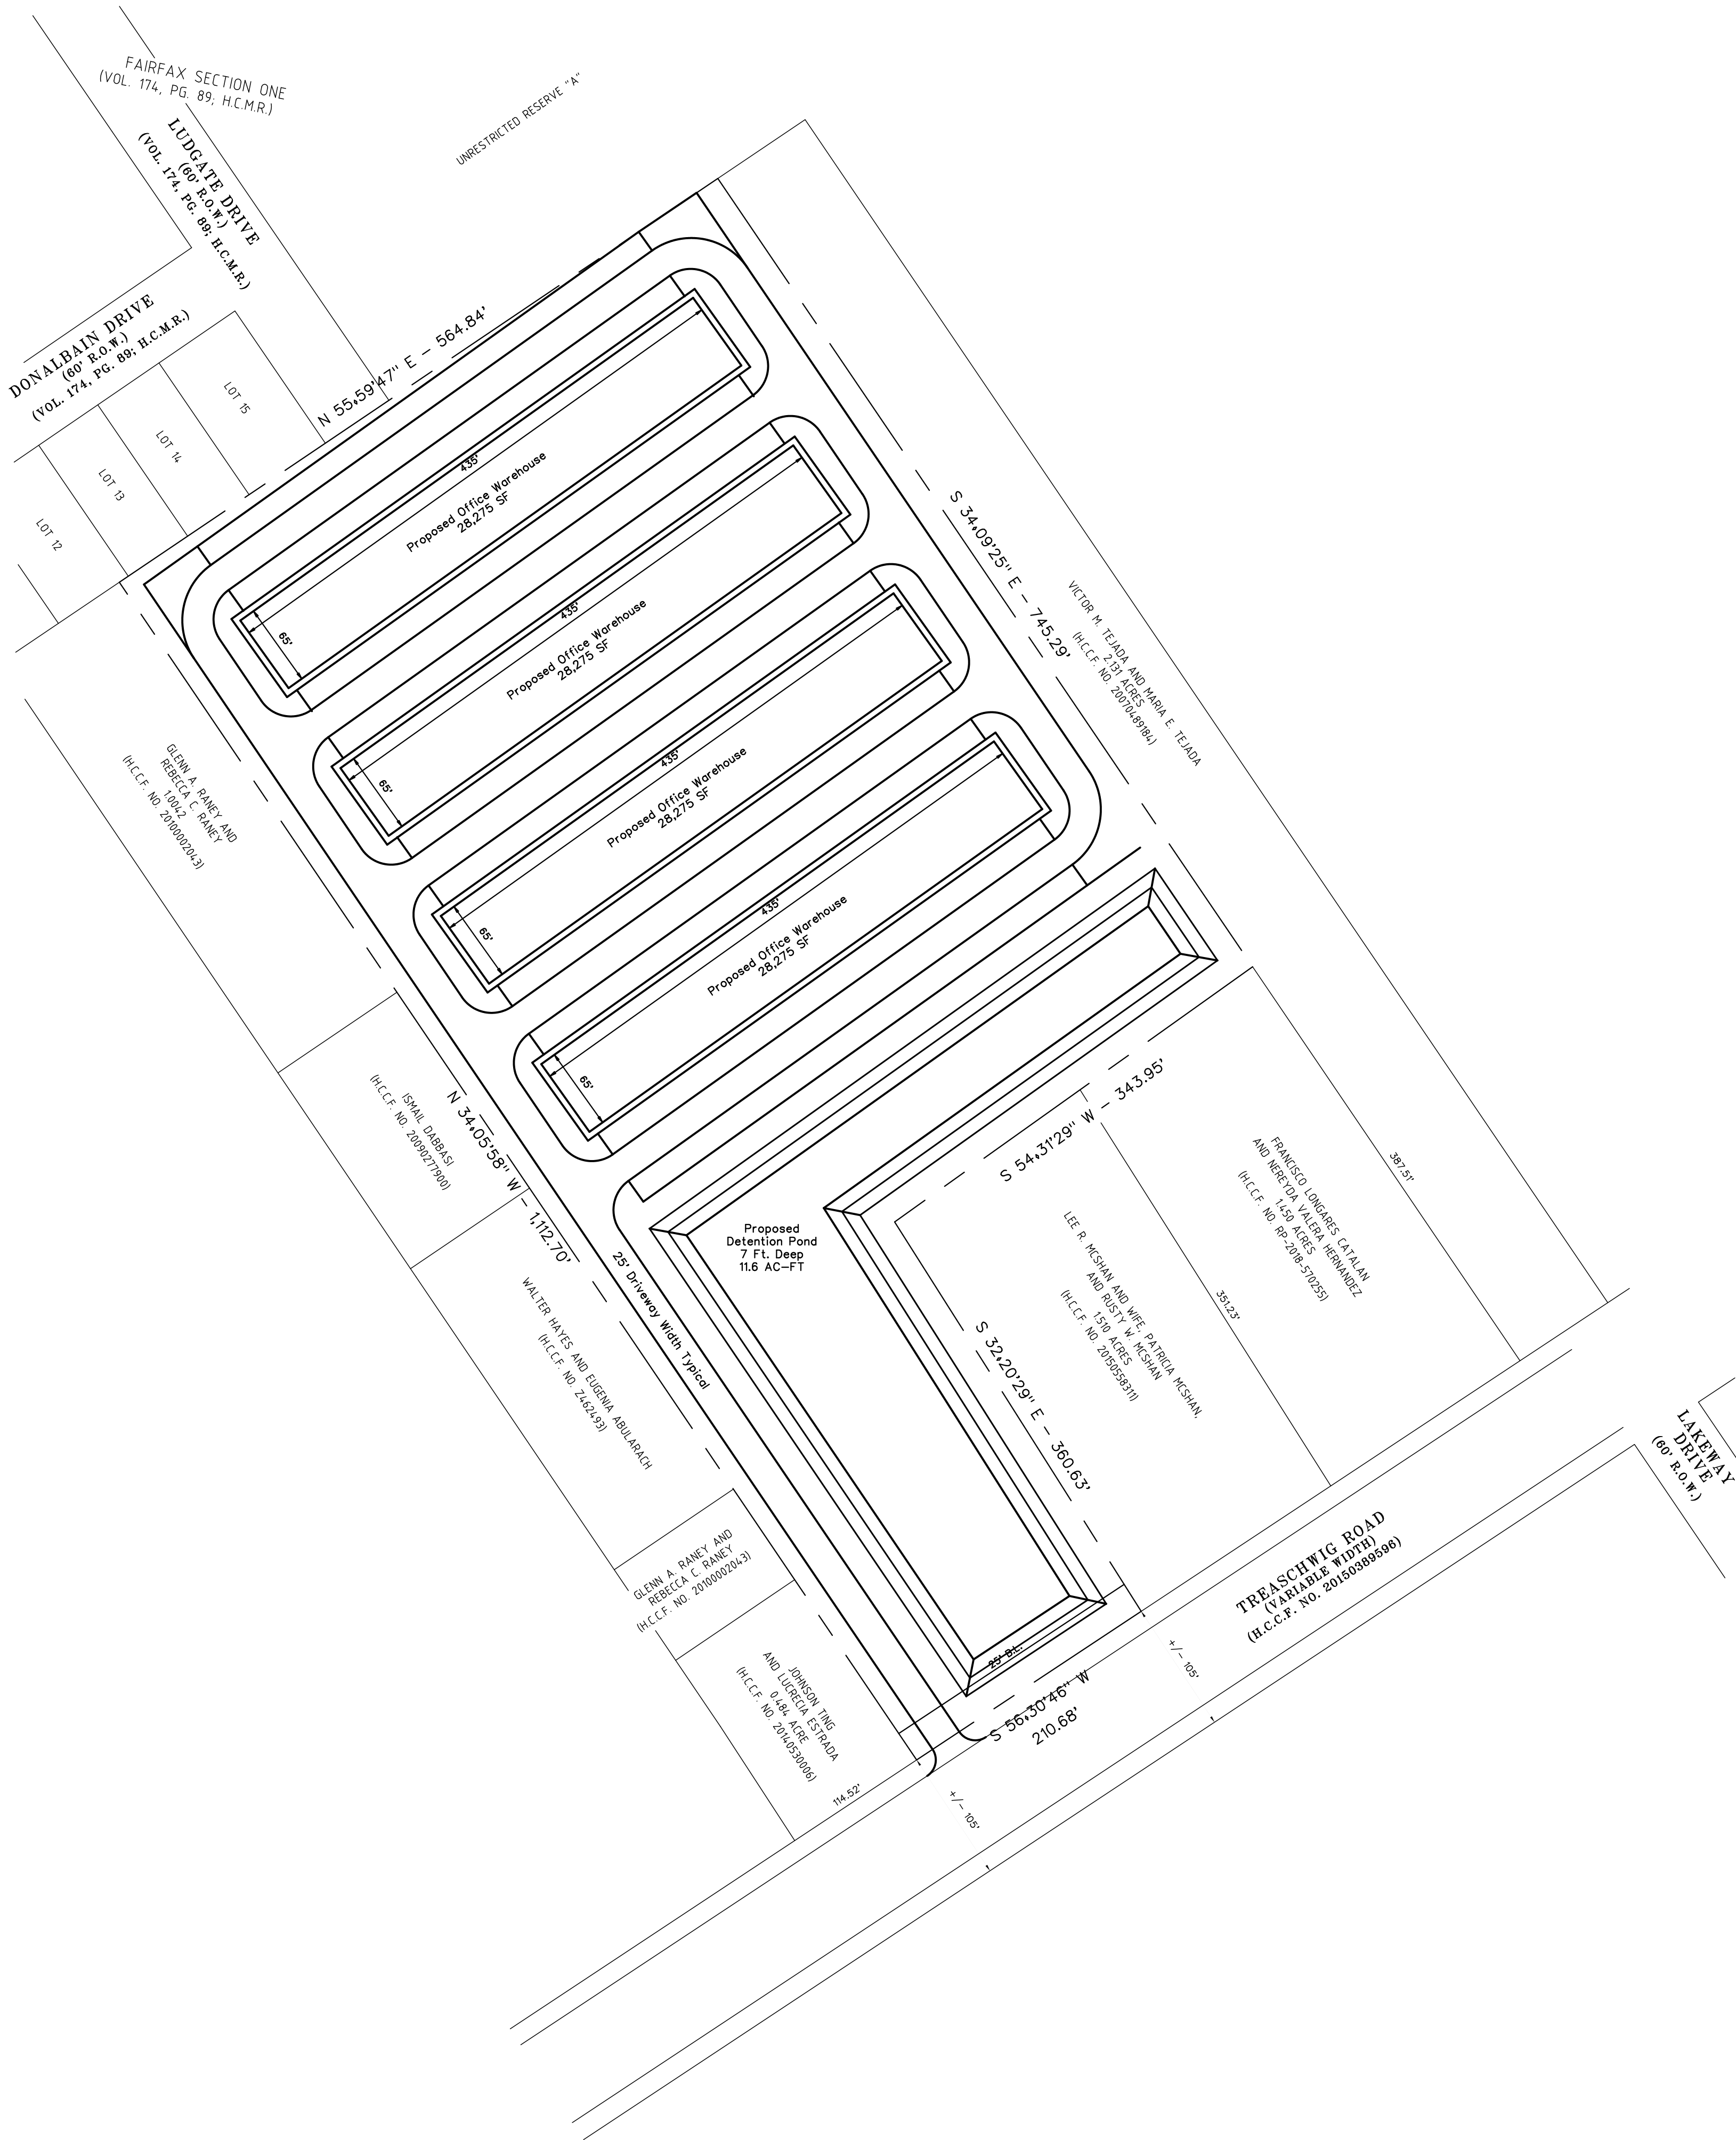 FAIRFAX SECTION ONE
(VOL. 174, PG. 89; H.C.M.R.)
UNRESTRICTED RESERVE "A"
LUDGATE DRIVE
(60' R.O.W.)
(VOL. 174, PG. 89; H.C.M.R.)
DONALBAIN DRIVE
(60' R.O.W.)
(VOL. 174, PG. 89; H.C.M.R.)
LOT 15
LOT 14
LOT 13
LOT 12
N 55°59'47" E - 564.84'
435'
Proposed Office Warehouse
28,275 SF
65'
435'
Proposed Office Warehouse
28,275 SF
65'
435'
Proposed Office Warehouse
28,275 SF
65'
435'
Proposed Office Warehouse
28,275 SF
65'
S 34°09'25" E - 745.29'
VICTOR M. TEJADA AND MARIA E. TEJADA
2.131 ACRES
(H.C.C.F. NO. 20070489184)
GLENN A. RANEY AND
REBECCA C. RANEY
1.0042
(H.C.C.F. NO. 20100002043)
ISMAIL DABBASI
(H.C.C.F. NO. 20090277900)
N 34°05'58" W - 1,112.70'
S 54°31'29" W - 343.95'
FRANCISCO LONGARES CATALAN
AND NEREYDA VALERA HERNANDEZ
1.450 ACRES
(H.C.C.F. NO. RP-2018-570255)
387.51'
LEE R. MCSHAN AND WIFE, PATRICIA MCSHAN,
AND RUSTY W. MCSHAN
1.510 ACRES
(H.C.C.F. NO. 20150558311)
351.23'
Proposed
Detention Pond
7 Ft. Deep
11.6 AC-FT
25' Driveway Width Typical
WALTER HAYES AND EUGENIA ABULARACH
(H.C.C.F. NO. Z462493)
S 32°20'29" E - 360.63'
LAKEWAY
DRIVE
(60' R.O.W.)
GLENN A. RANEY AND
REBECCA C. RANEY
(H.C.C.F. NO. 20100002043)
TREASCHWIG ROAD
(VARIABLE WIDTH)
(H.C.C.F. NO. 20150389596)
JOHNSON TING
AND LUCRECIA ESTRADA
0.484 ACRE
(H.C.C.F. NO. 20140530006)
25' B.L.
S 56°30'46" W
210.68'
+/- 105'
114.52'
+/- 105'